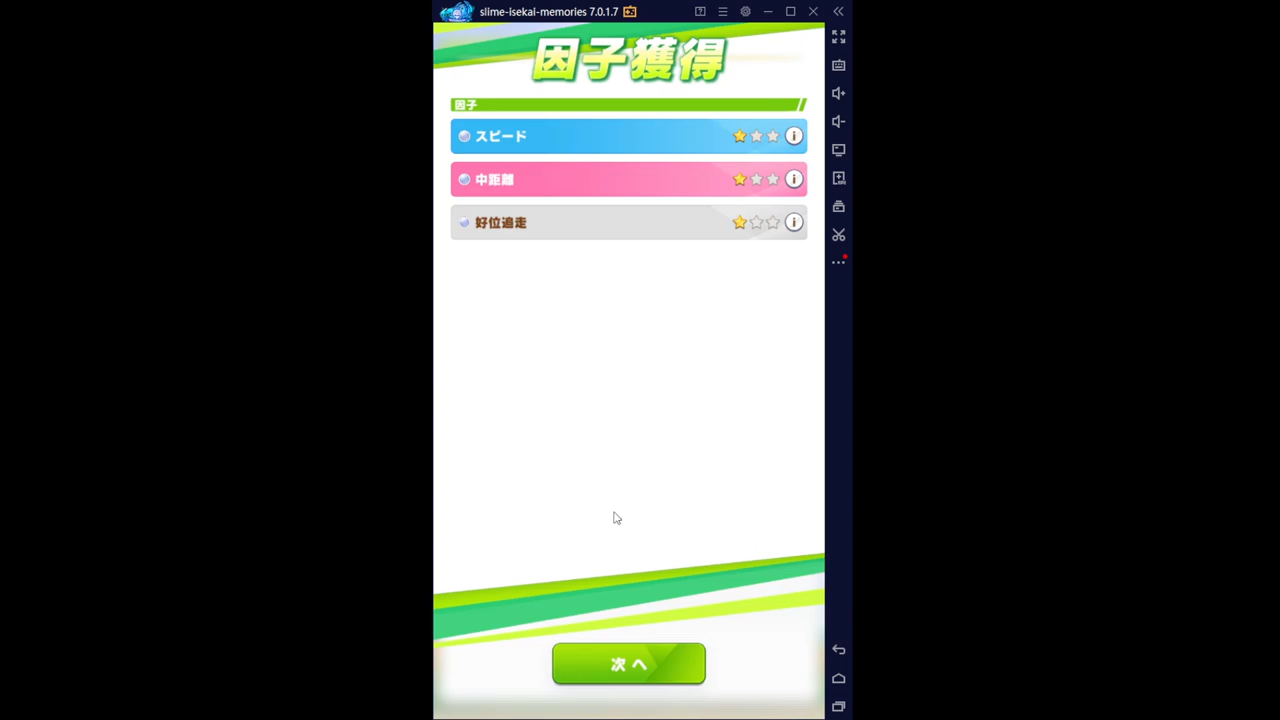 slime-isekai-memories 7.0.1.7
因子獲得
因子
スピード
中距離
好位追走
次へ